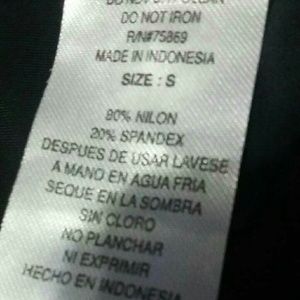 DO NOT IRON
R/N#75869
MADE IN INDONESIA
SIZE : S
80% NILON
20% SPANDEX
DESPUES DE USAR LAVESE
A MANO EN AGUA FRIA
SEQUE EN LA SOMBRA
SIN CLORO
NO PLANCHAR
NI EXPRIMIR
HECHO EN INDONESIA